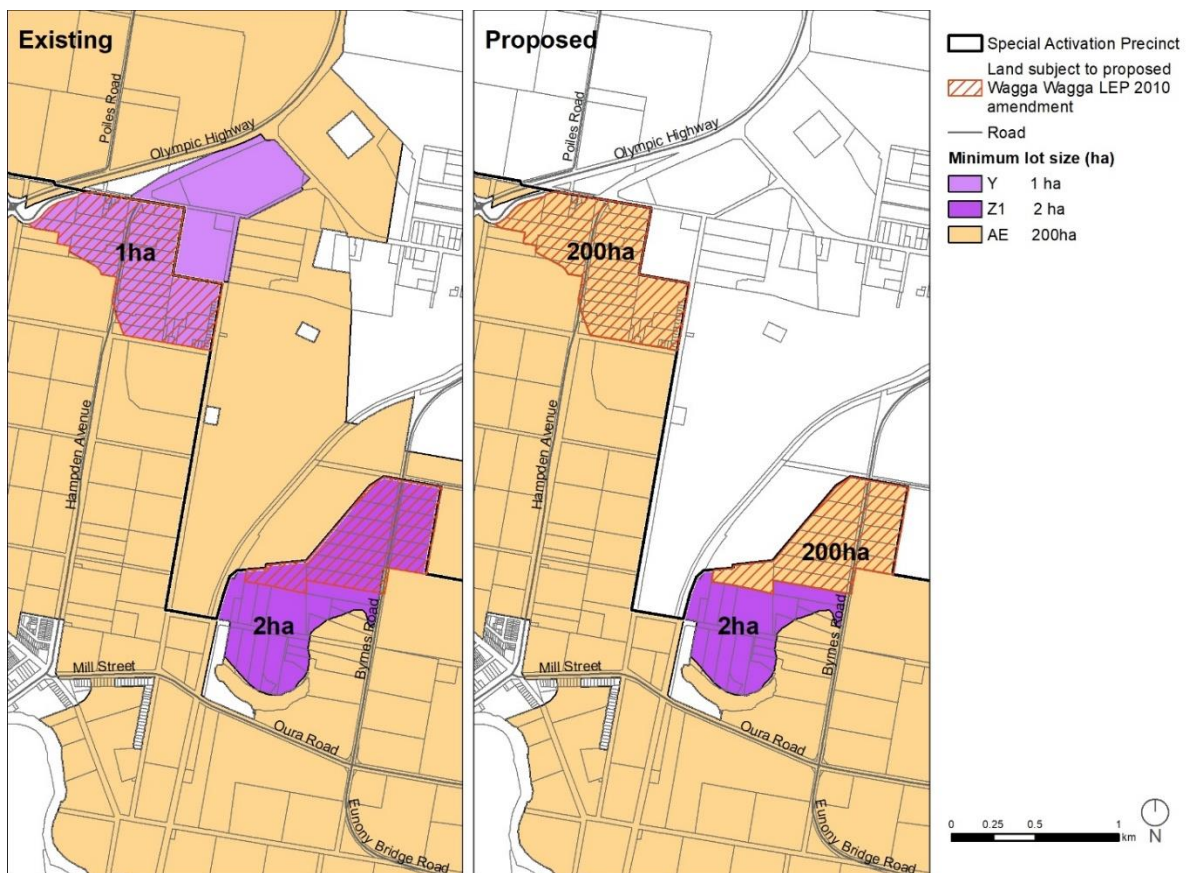 Existing
Poiles Road
Olympic Highway
1ha
Hampden Avenue
2ha
Byrnes Road
Mill Street
Oura Road
Eunony Bridge Road
Proposed
Poiles Road
Olympic Highway
200ha
Hampden Avenue
200ha
2ha
Byrnes Road
Mill Street
Oura Road
Eunony Bridge Road
Special Activation Precinct
Land subject to proposed
Wagga Wagga LEP 2010
amendment
Road
Minimum lot size (ha)
Y 1 ha
Z1 2 ha
AE 200ha
0 0.25 0.5 1
km
N